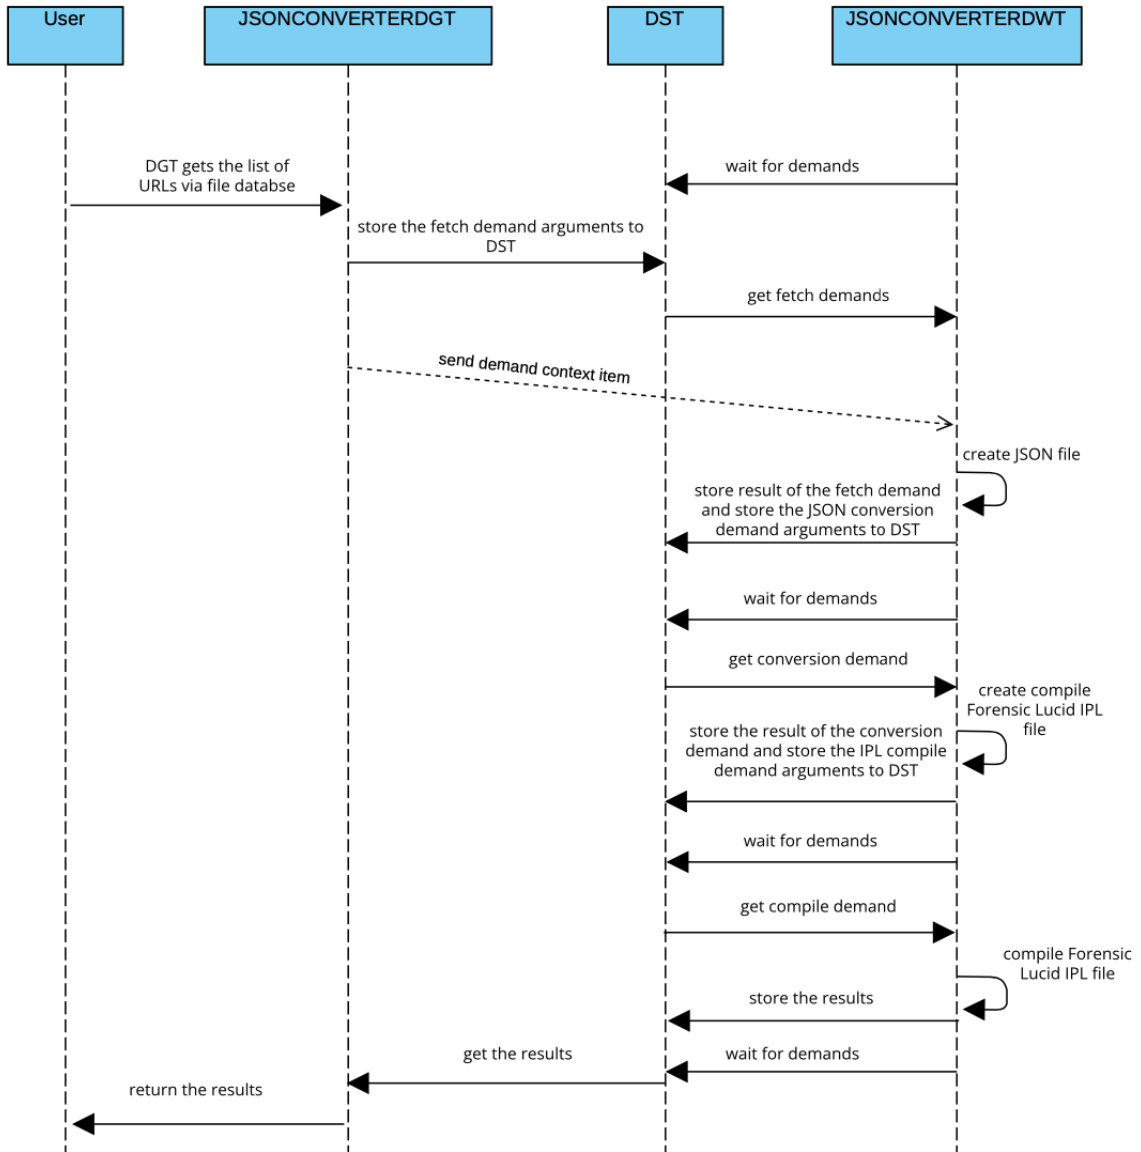 User
JSONCONVERTERDGT
DST
JSONCONVERTERDWT
DGT gets the list of
URLs via file databse
wait for demands
store the fetch demand arguments to
DST
get fetch demands
send demand context item
create JSON file
store result of the fetch demand
and store the JSON conversion
demand arguments to DST
wait for demands
get conversion demand
create compile
Forensic Lucid IPL
file
store the result of the conversion
demand and store the IPL compile
demand arguments to DST
wait for demands
get compile demand
compile Forensic
Lucid IPL file
store the results
get the results
wait for demands
return the results